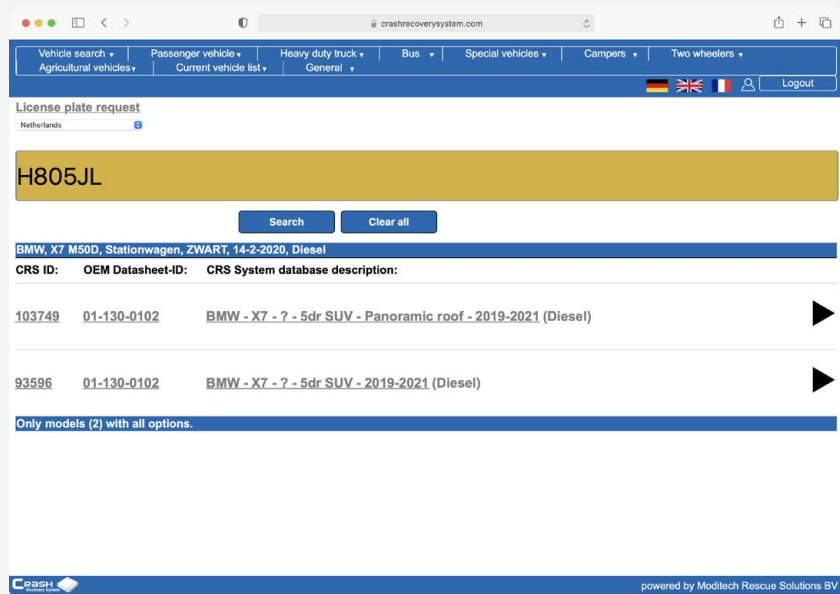 crashrecoverysystem.com
Vehicle search ▾ Passenger vehicle ▾ Heavy duty truck ▾ Bus ▾ Special vehicles ▾ Campers ▾ Two wheelers ▾
Agricultural vehicles ▾ Current vehicle list ▾ General ▾
Logout
License plate request
Netherlands
H805JL
Search Clear all
BMW, X7 M50D, Stationwagen, ZWART, 14-2-2020, Diesel
CRS ID: OEM Datasheet-ID: CRS System database description:
103749 01-130-0102 BMW - X7 - ? - 5dr SUV - Panoramic roof - 2019-2021 (Diesel)
93596 01-130-0102 BMW - X7 - ? - 5dr SUV - 2019-2021 (Diesel)
Only models (2) with all options.
CRASH
Recovery System
powered by Moditech Rescue Solutions BV